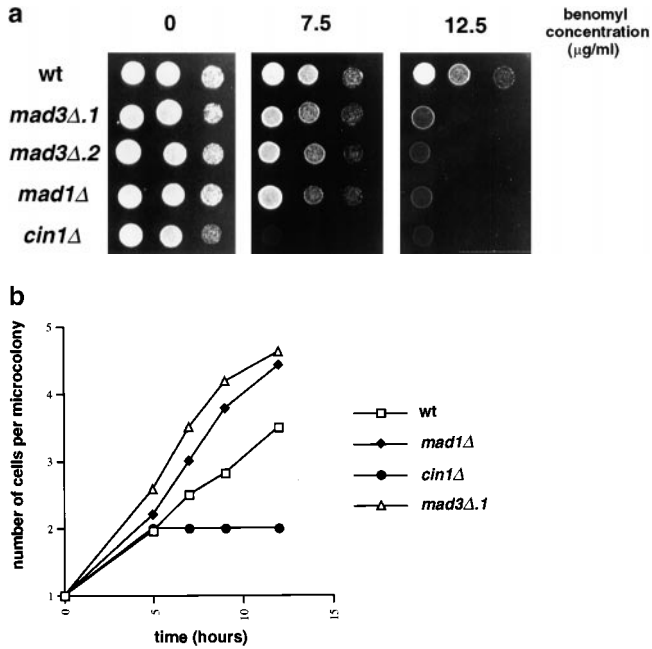 a
0 7.5 12.5 benomyl
concentration
(μg/ml)
wt
mad3Δ.1
mad3Δ.2
mad1Δ
cin1Δ
b
5
4
3
2
1
number of cells per microcolony
0 5 10 15
time (hours)
wt
mad1Δ
cin1Δ
mad3Δ.1